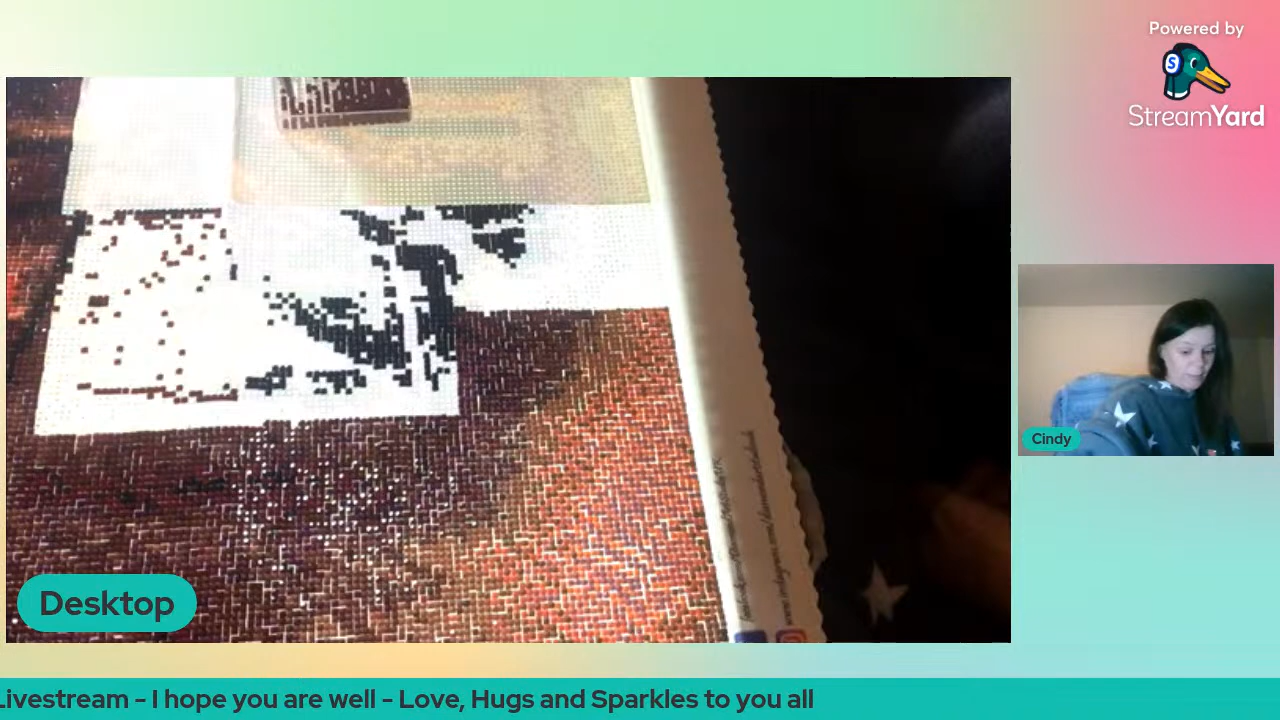 Powered by
StreamYard
Cindy
Desktop
Livestream - I hope you are well - Love, Hugs and Sparkles to you all